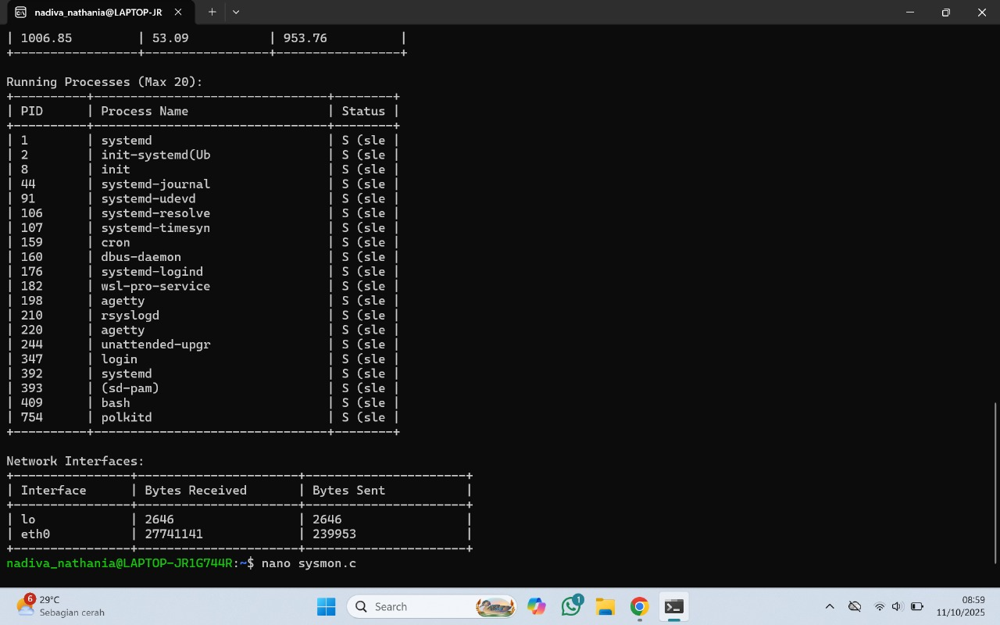 nadiva_nathania@LAPTOP-JR
| 1006.85 | 53.09 | 953.76 |
Running Processes (Max 20):
| PID | Process Name | Status |
| 1 | systemd | S (sle |
| 2 | init-systemd(Ub | S (sle |
| 8 | init | S (sle |
| 44 | systemd-journal | S (sle |
| 91 | systemd-udevd | S (sle |
| 106 | systemd-resolve | S (sle |
| 107 | systemd-timesyn | S (sle |
| 159 | cron | S (sle |
| 160 | dbus-daemon | S (sle |
| 176 | systemd-logind | S (sle |
| 182 | wsl-pro-service | S (sle |
| 198 | agetty | S (sle |
| 210 | rsyslogd | S (sle |
| 220 | agetty | S (sle |
| 244 | unattended-upgr | S (sle |
| 347 | login | S (sle |
| 392 | systemd | S (sle |
| 393 | (sd-pam) | S (sle |
| 409 | bash | S (sle |
| 754 | polkitd | S (sle |
Network Interfaces:
| Interface | Bytes Received | Bytes Sent |
| lo | 2646 | 2646 |
| eth0 | 27741141 | 239953 |
nadiva_nathania@LAPTOP-JR1G744R:~$ nano sysmon.c
6
29°C
Sebagian cerah
Search
1
08:59
11/10/2025